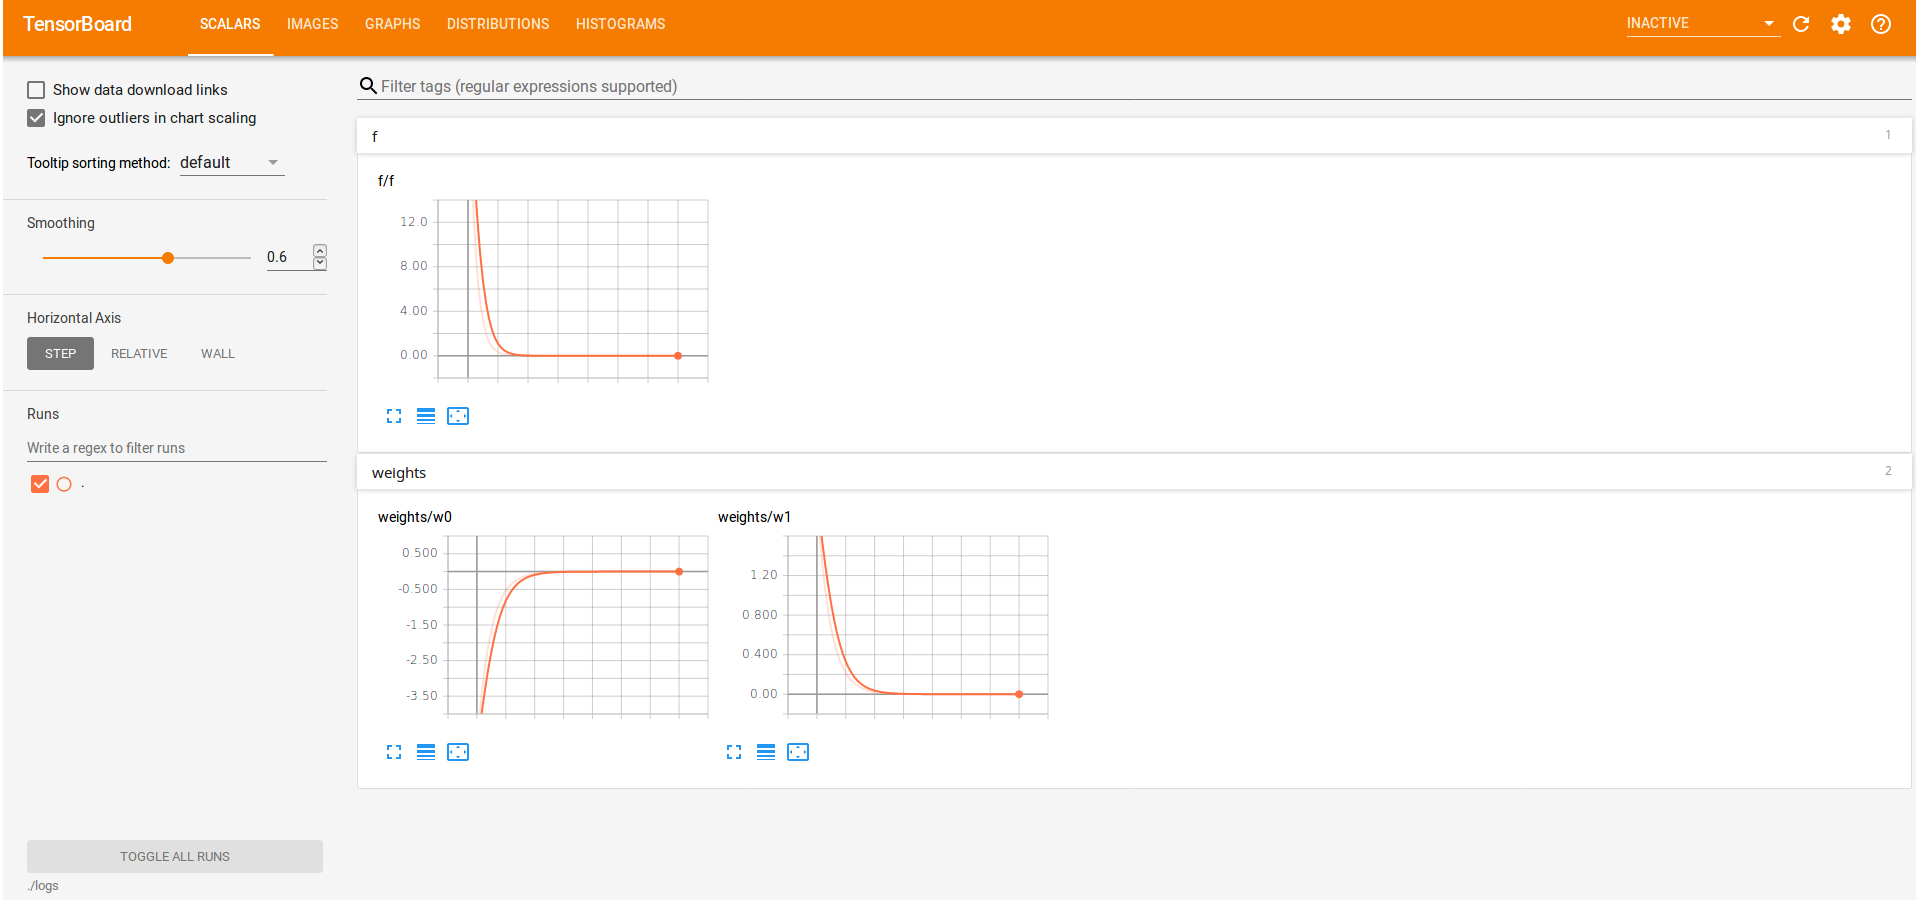 TensorBoard SCALARS IMAGES GRAPHS DISTRIBUTIONS HISTOGRAMS INACTIVE
Show data download links
Ignore outliers in chart scaling
Tooltip sorting method: default
Smoothing
0.6
Horizontal Axis
STEP RELATIVE WALL
Runs
Write a regex to filter runs
.
TOGGLE ALL RUNS
./logs
Filter tags (regular expressions supported)
f 1
f/f
12.0
8.00
4.00
0.00
weights 2
weights/w0
0.500
-0.500
-1.50
-2.50
-3.50
weights/w1
1.20
0.800
0.400
0.00